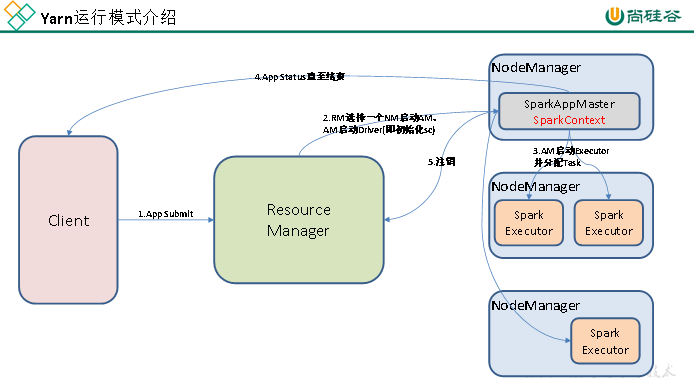 Yarn运行模式介绍
尚硅谷
4.App Status直至结束
NodeManager
SparkAppMaster
SparkContext
2.RM选择一个NM启动AM、
AM启动Driver(即初始化sc)
3.AM启动Executor
并分配Task
5.注销
Client
1.App Submit
Resource
Manager
NodeManager
Spark
Executor
Spark
Executor
NodeManager
Spark
Executor